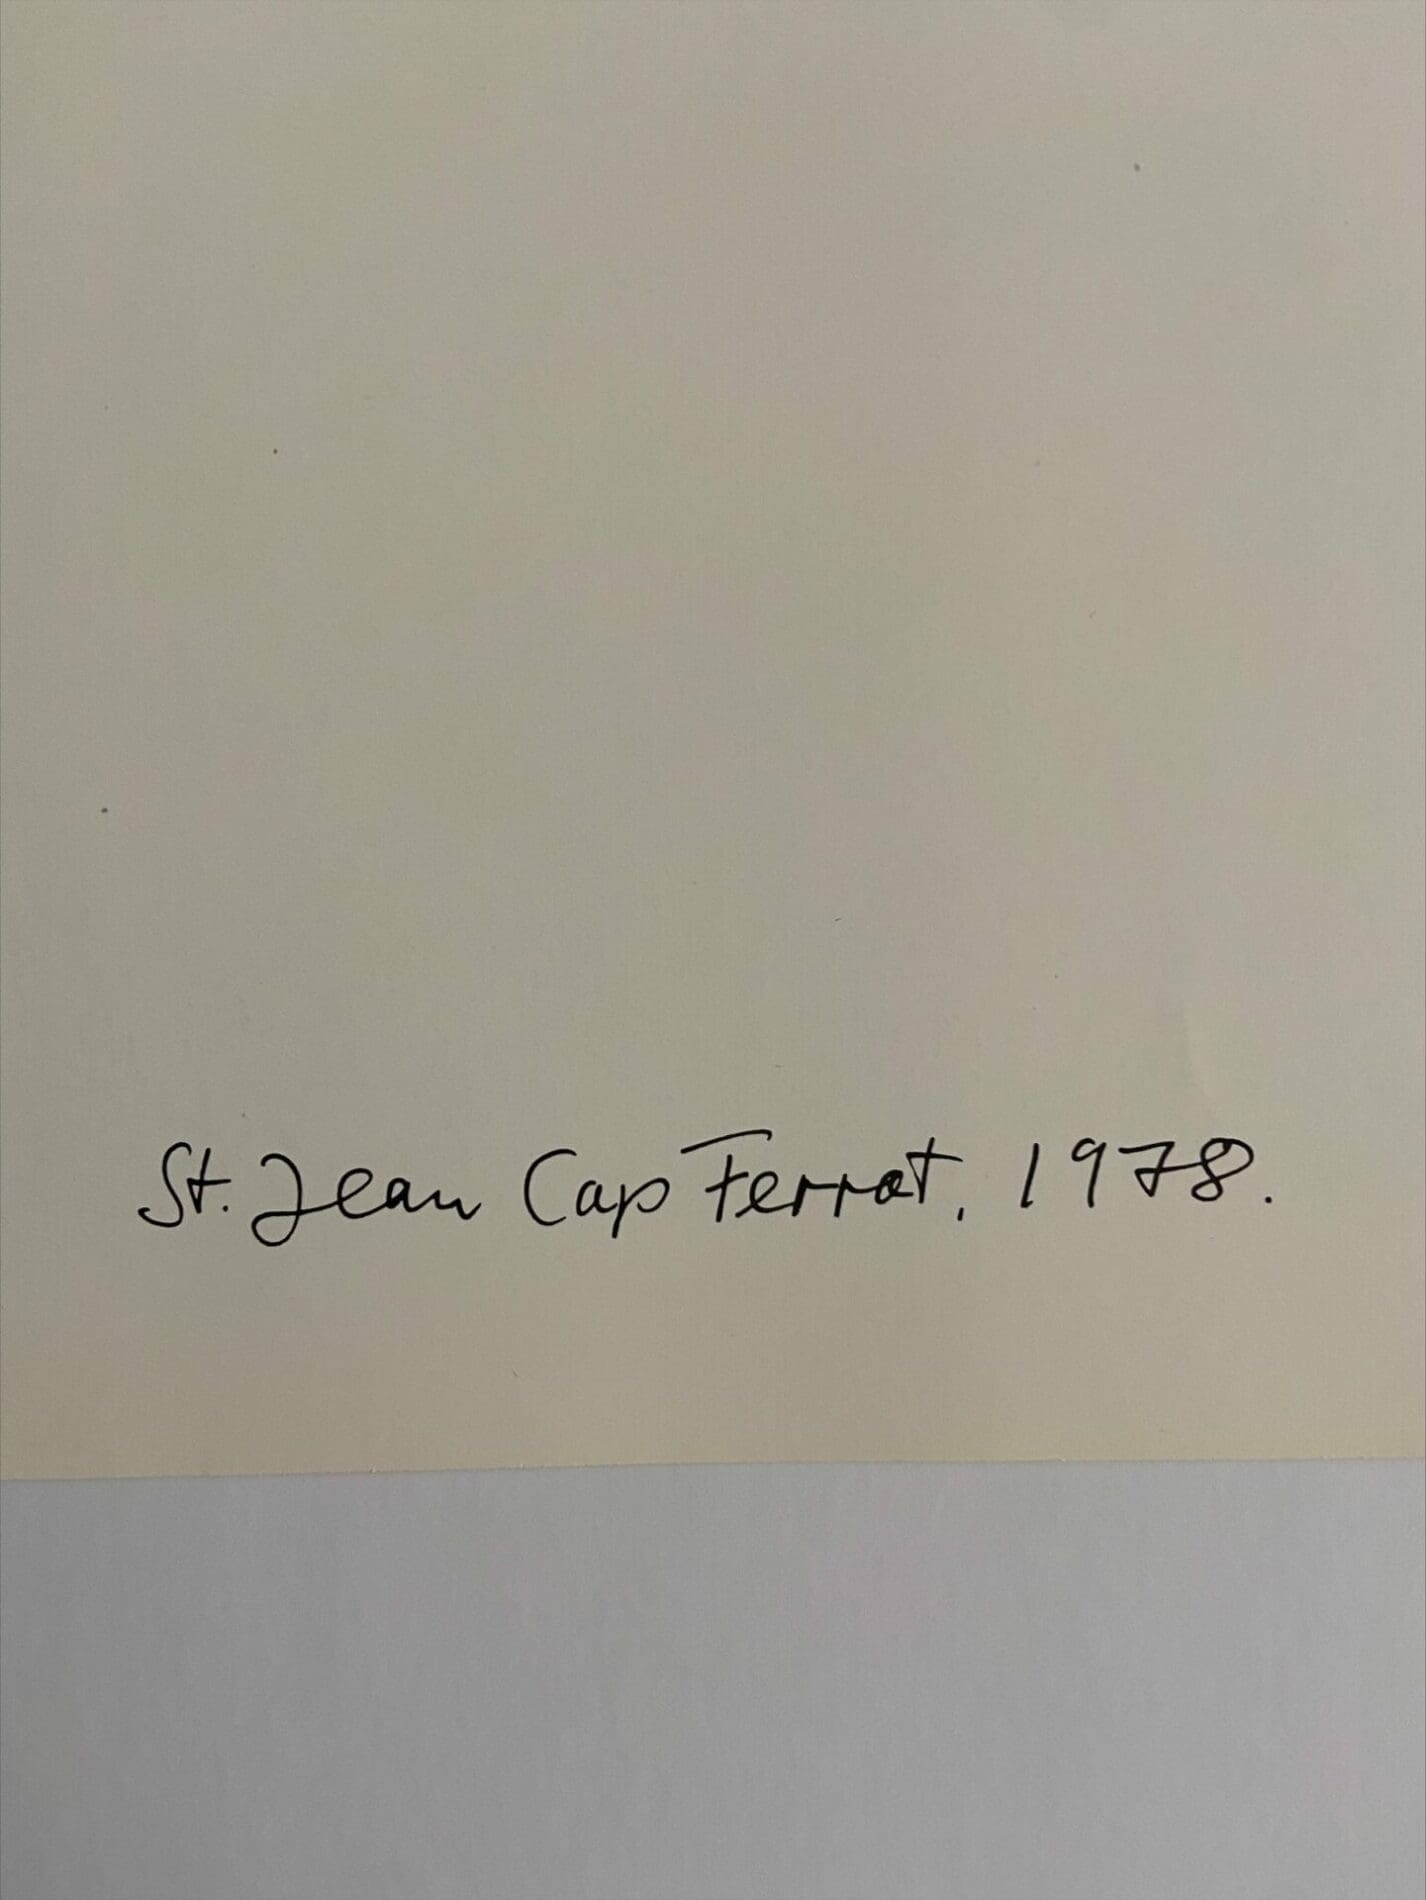 St. Jean Cap Ferrat, 1978.